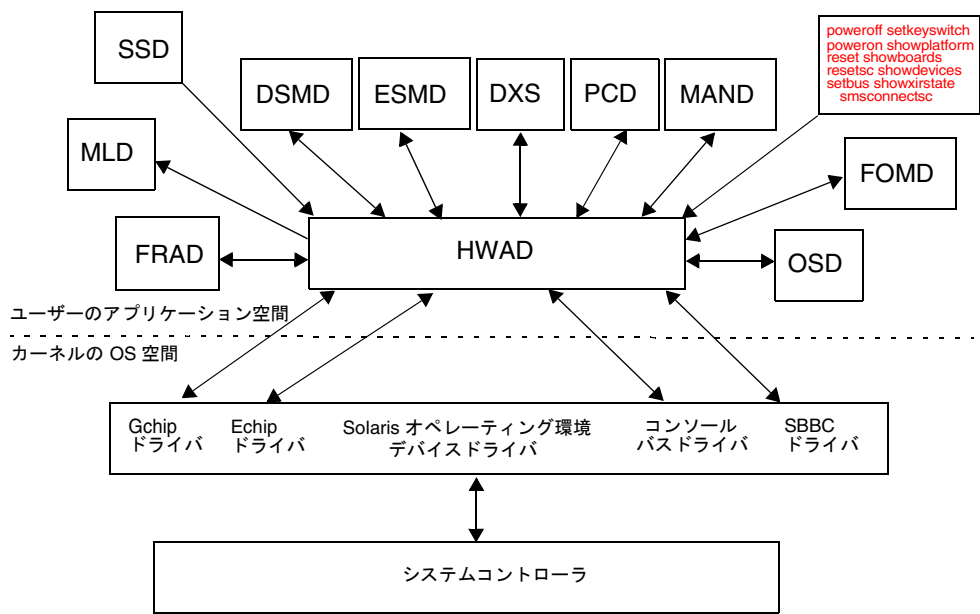 poweroff setkeyswitch
poweron showplatform
reset showboards
resetsc showdevices
setbus showxirstate
smsconnectsc
SSD
DSMD
ESMD
DXS
PCD
MAND
MLD
FOMD
FRAD
HWAD
OSD
ユーザーのアプリケーション空間
カーネルの OS 空間
Gchip
ドライバ
Echip
ドライバ
Solaris オペレーティング環境
デバイスドライバ
コンソール
バスドライバ
SBBC
ドライバ
システムコントローラ